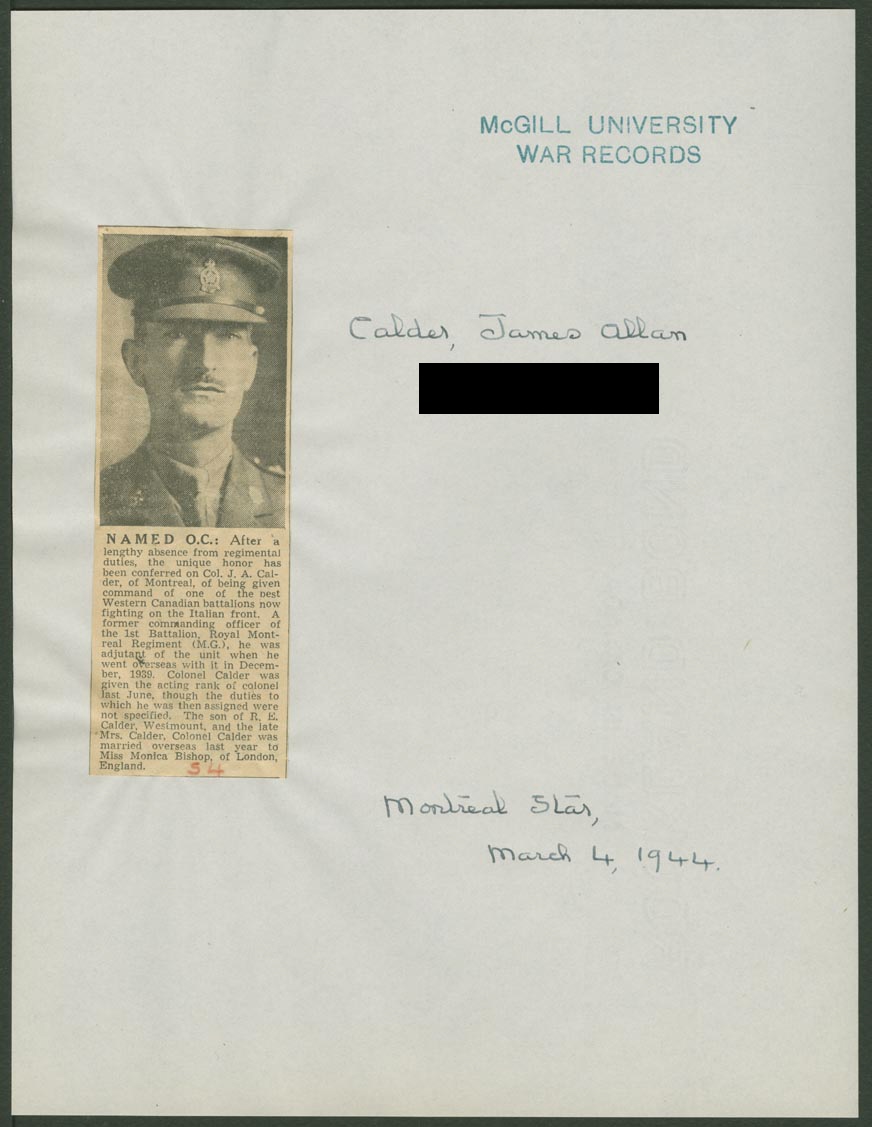 McGILL UNIVERSITY
WAR RECORDS
Calder, James Allan
NAMED O.C.: After a
lengthy absence from regimental
duties, the unique honor has
been conferred on Col. J. A. Cal-
der, of Montreal, of being given
command of one of the best
Western Canadian battalions now
fighting on the Italian front. A
former commanding officer of
the 1st Battalion, Royal Mont-
real Regiment (M.G.), he was
adjutant of the unit when he
went overseas with it in Decem-
ber, 1939. Colonel Calder was
given the acting rank of colonel
last June, though the duties to
which he was then assigned were
not specified. The son of R. E.
Calder, Westmount, and the late
Mrs. Calder, Colonel Calder was
married overseas last year to
Miss Monica Bishop, of London,
England.
54
Montreal Star,
March 4, 1944.